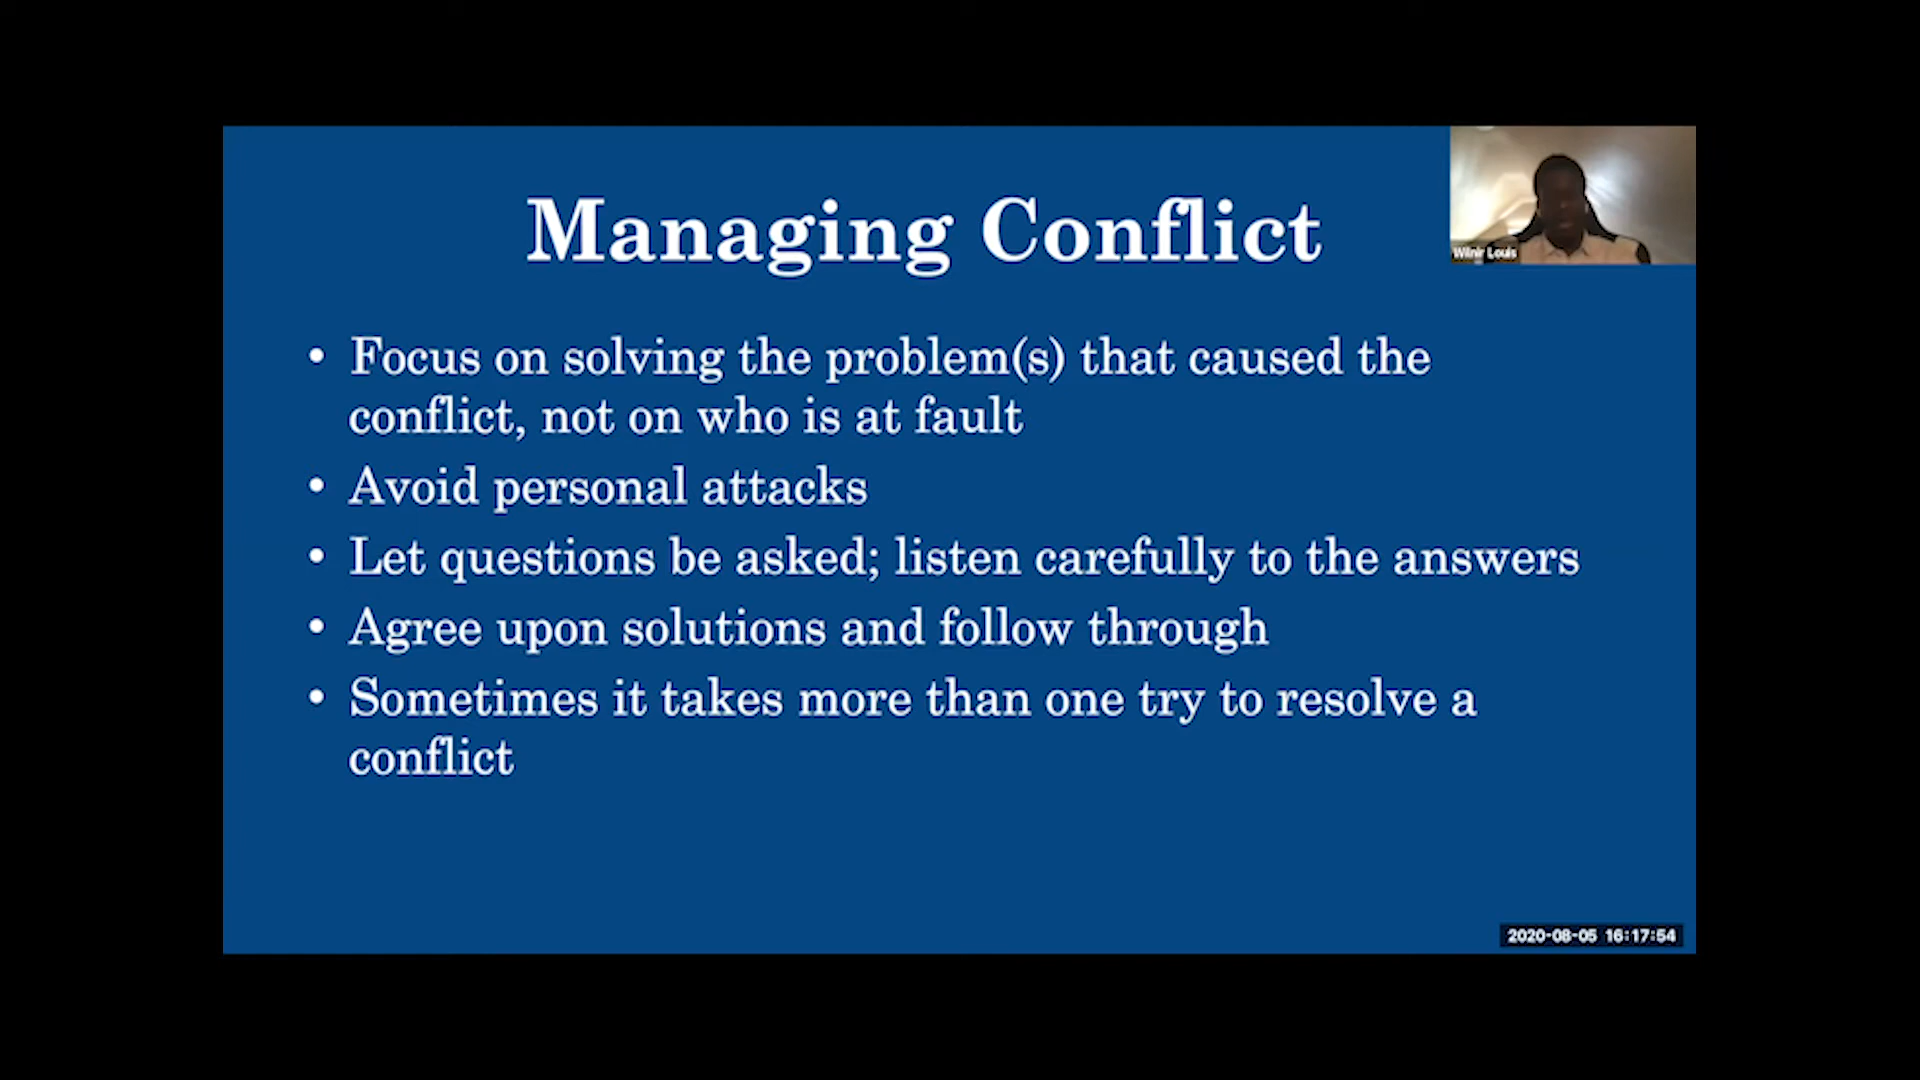 Managing Conflict
Wilnir Louis
• Focus on solving the problem(s) that caused the
conflict, not on who is at fault
• Avoid personal attacks
• Let questions be asked; listen carefully to the answers
• Agree upon solutions and follow through
• Sometimes it takes more than one try to resolve a
conflict
2020-08-05 16:17:54